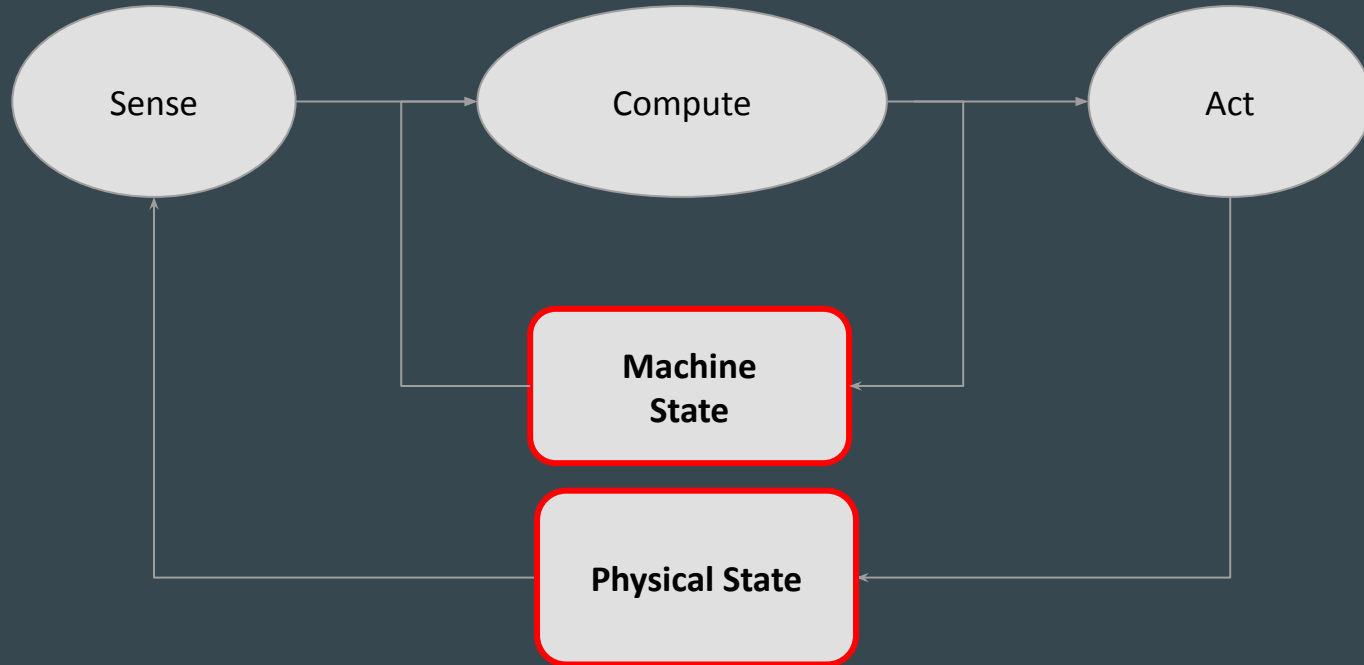 Sense
Compute
Act
Machine
State
Physical State